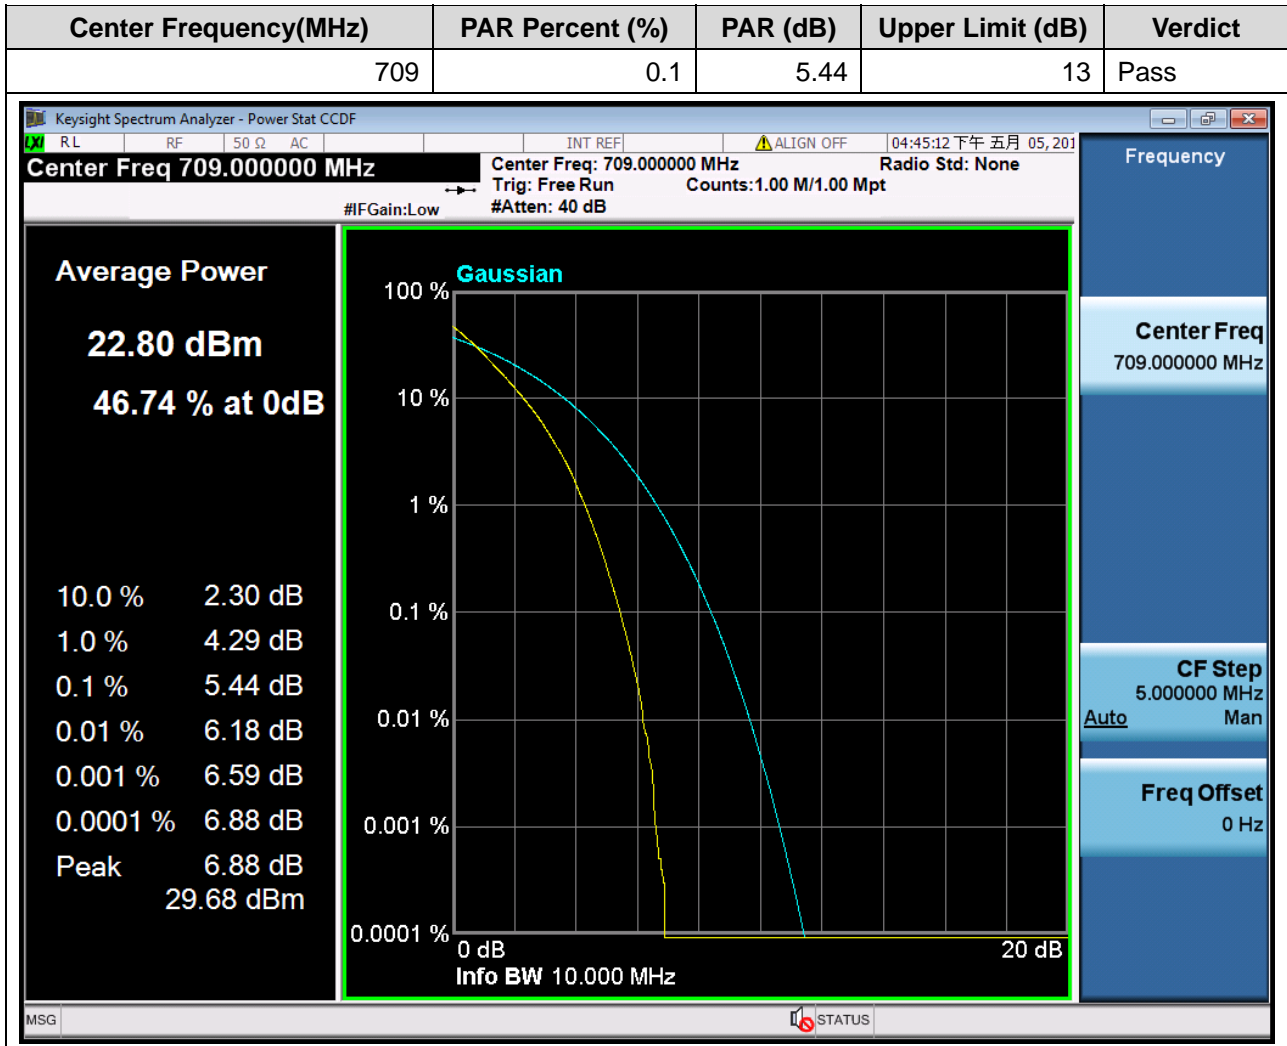 Center Frequency(MHz) PAR Percent (%) PAR (dB) Upper Limit (dB) Verdict
709 0.1 5.44 13 Pass
Keysight Spectrum Analyzer - Power Stat CCDF
LXI RL RF 50 Ω AC INT REF ALIGN OFF 04:45:12 下午 五月 05, 201
Center Freq 709.000000 MHz
Center Freq: 709.000000 MHz Radio Std: None
Trig: Free Run Counts:1.00 M/1.00 Mpt
#IFGain:Low #Atten: 40 dB
Frequency
Average Power
22.80 dBm
46.74 % at 0dB
10.0 % 2.30 dB
1.0 % 4.29 dB
0.1 % 5.44 dB
0.01 % 6.18 dB
0.001 % 6.59 dB
0.0001 % 6.88 dB
Peak 6.88 dB
29.68 dBm
Gaussian
100 %
10 %
1 %
0.1 %
0.01 %
0.001 %
0.0001 %
0 dB 20 dB
Info BW 10.000 MHz
Center Freq
709.000000 MHz
CF Step
5.000000 MHz
Auto Man
Freq Offset
0 Hz
MSG STATUS